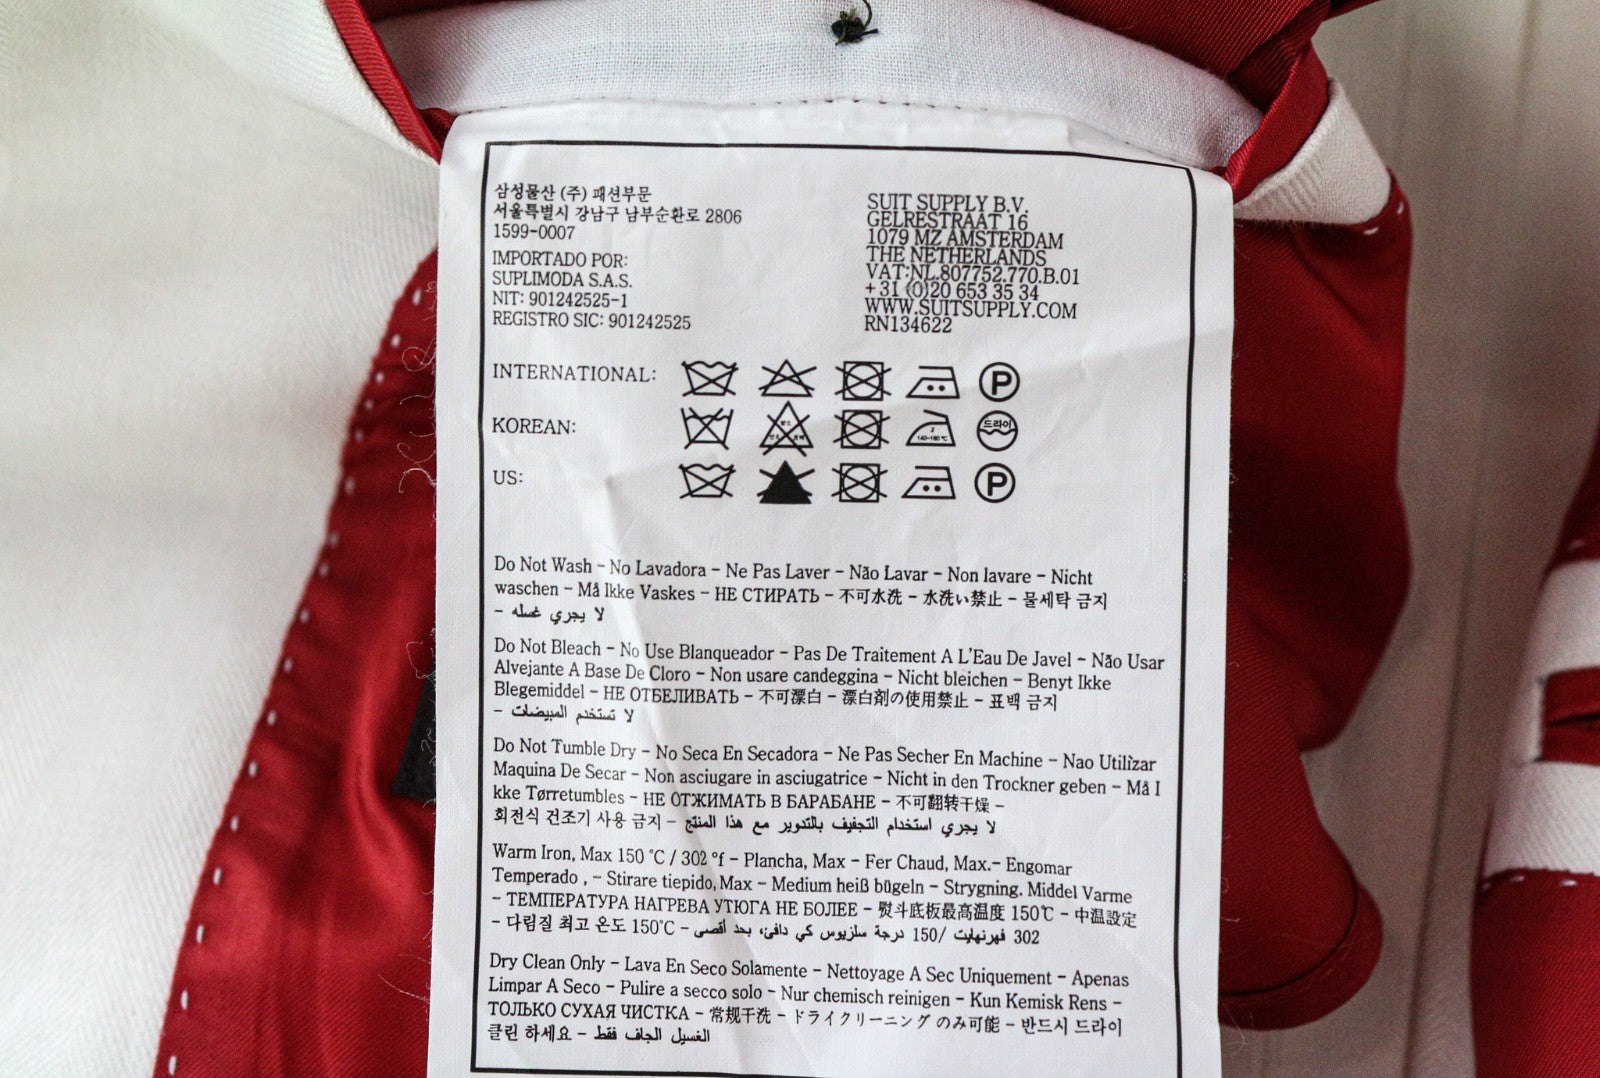 삼성물산 (주) 패션부문
서울특별시 강남구 남부순환로 2806
1599-0007
IMPORTADO POR:
SUPLIMODA S.A.S.
NIT: 901242525-1
REGISTRO SIC: 901242525
SUIT SUPPLY B.V.
GELRESTRAAT 16
1079 MZ AMSTERDAM
THE NETHERLANDS
VAT:NL.807752.770.B.01
+31 (0)20 653 35 34
WWW.SUITSUPPLY.COM
RN134622
INTERNATIONAL:
P
KOREAN:
2
140~160 ℃
드라이
US:
P
Do Not Wash - No Lavadora - Ne Pas Laver - Não Lavar - Non lavare - Nicht
waschen - Må Ikke Vaskes - НЕ СТИРАТЬ - 不可水洗 - 水洗い禁止 - 물세탁 금지
- لا يجري غسله
Do Not Bleach - No Use Blanqueador - Pas De Traitement A L'Eau De Javel - Não Usar
Alvejante A Base De Cloro - Non usare candeggina - Nicht bleichen - Benyt Ikke
Blegemiddel - НЕ ОТБЕЛИВАТЬ - 不可漂白 - 漂白剤の使用禁止 - 표백 금지
- لا تستخدم المبيضات
Do Not Tumble Dry - No Seca En Secadora - Ne Pas Secher En Machine - Nao Utilizar
Maquina De Secar - Non asciugare in asciugatrice - Nicht in den Trockner geben - Må I
kke Tørretumbles - НЕ ОТЖИМАТЬ В БАРАБАНЕ - 不可翻转干燥 -
회전식 건조기 사용 금지 - لا يجري استخدام التجفيف بالتدوير مع هذا المنتج
Warm Iron, Max 150 °C / 302 °f - Plancha, Max - Fer Chaud, Max.- Engomar
Temperado , - Stirare tiepido, Max - Medium heiß bügeln - Strygning. Middel Varme
- ТЕМПЕРАТУРА НАГРЕВА УТЮГА НЕ БОЛЕЕ - 熨斗底板最高温度 150℃ - 中温設定
- 다림질 최고 온도 150℃ - 302 فهرنهايت /150 درجة سلزيوس كي دافئ، بحد أقصى
Dry Clean Only - Lava En Seco Solamente - Nettoyage A Sec Uniquement - Apenas
Limpar A Seco - Pulire a secco solo - Nur chemisch reinigen - Kun Kemisk Rens -
ТОЛЬКО СУХАЯ ЧИСТКА - 常规干洗 - ドライクリーニング のみ可能 - 반드시 드라이
클린 하세요 - الغسيل الجاف فقط